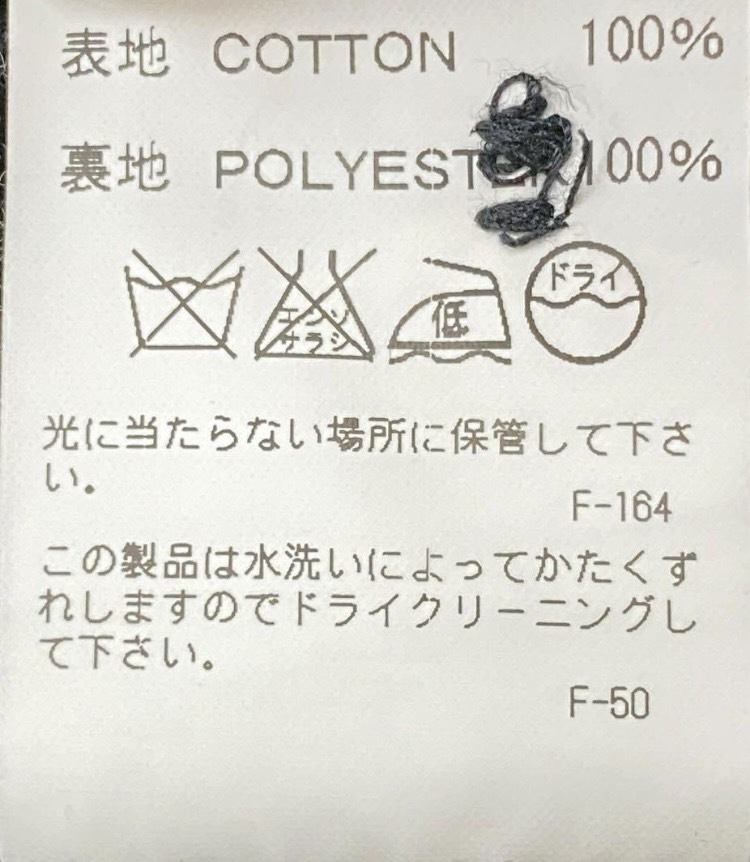 表地 COTTON 100%
裏地 POLYESTER 100%
エンソ
サラシ
低
ドライ
光に当たらない場所に保管して下さ
い。
F-164
この製品は水洗いによってかたくず
れしますのでドライクリーニングし
て下さい。
F-50